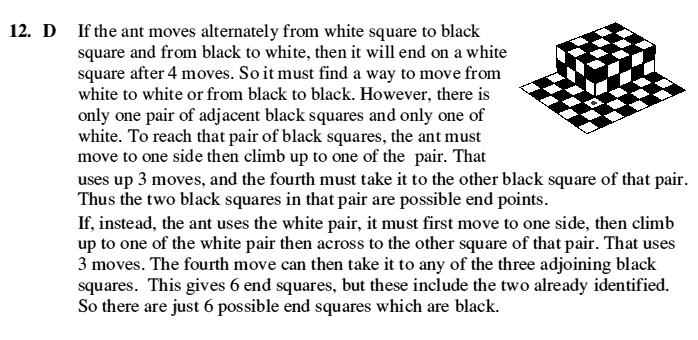 12. D If the ant moves alternately from white square to black
square and from black to white, then it will end on a white
square after 4 moves. So it must find a way to move from
white to white or from black to black. However, there is
only one pair of adjacent black squares and only one of
white. To reach that pair of black squares, the ant must
move to one side then climb up to one of the pair. That
uses up 3 moves, and the fourth must take it to the other black square of that pair.
Thus the two black squares in that pair are possible end points.
If, instead, the ant uses the white pair, it must first move to one side, then climb
up to one of the white pair then across to the other square of that pair. That uses
3 moves. The fourth move can then take it to any of the three adjoining black
squares. This gives 6 end squares, but these include the two already identified.
So there are just 6 possible end squares which are black.